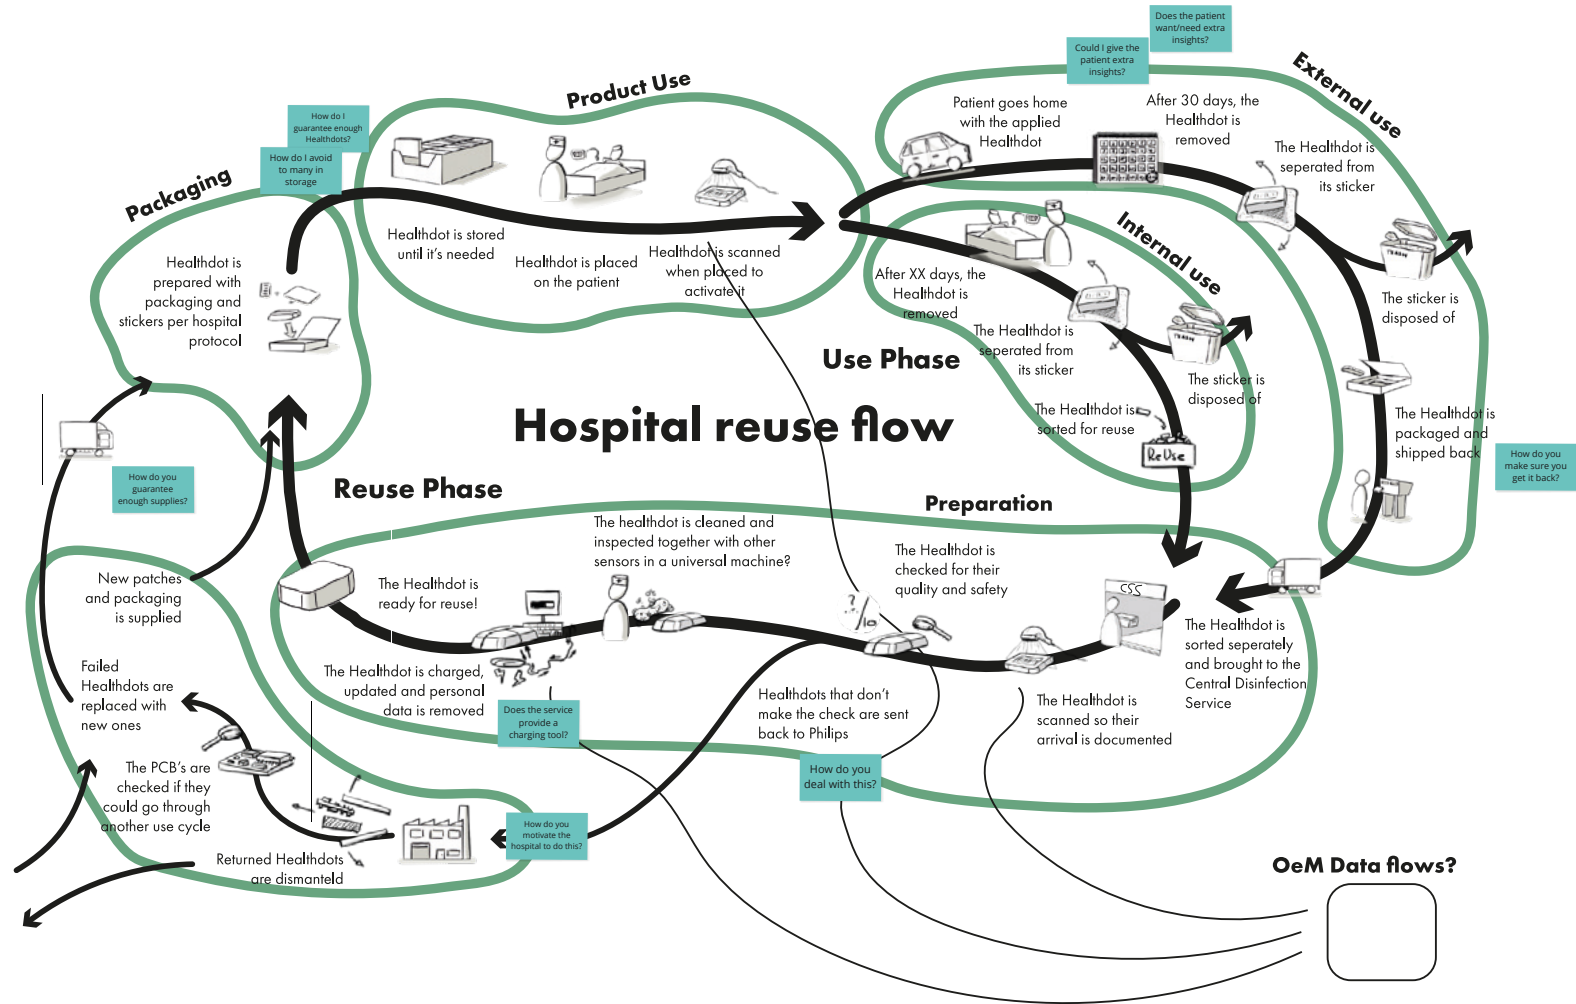 Does the patient
want/need extra
insights?
Could I give the
patient extra
insights?
External use
Product Use
How do I
guarantee enough
Healthdots?
How do I avoid
to many in
storage
Packaging
Patient goes home
with the applied
Healthdot
After 30 days, the
Healthdot is
removed
The Healthdot is
seperated from
its sticker
TRASH
The sticker is
disposed of
Healthdot is stored
until it's needed
Healthdot is placed
on the patient
Healthdot is scanned
when placed to
activate it
Internal use
After XX days, the
Healthdot is
removed
The Healthdot is
seperated from
its sticker
TRASH
The sticker is
disposed of
The Healthdot is
sorted for reuse
ReUse
The Healthdot is
packaged and
shipped back
How do you
make sure you
get it back?
Healthdot is
prepared with
packaging and
stickers per hospital
protocol
Use Phase
Hospital reuse flow
How do you
guarantee
enough supplies?
Reuse Phase
Preparation
The healthdot is cleaned and
inspected together with other
sensors in a universal machine?
The Healthdot is
checked for their
quality and safety
The Healthdot is
ready for reuse!
CSS
?
/10
New patches
and packaging
is supplied
The Healthdot is
sorted seperately
and brought to the
Central Disinfection
Service
The Healthdot is charged,
updated and personal
data is removed
Failed
Healthdots are
replaced with
new ones
Healthdots that don't
make the check are sent
back to Philips
The Healthdot is
scanned so their
arrival is documented
Does the service
provide a
charging tool?
How do you
deal with this?
The PCB's are
checked if they
could go through
another use cycle
How do you
motivate the
hospital to do this?
Returned Healthdots
are dismanteld
OeM Data flows?